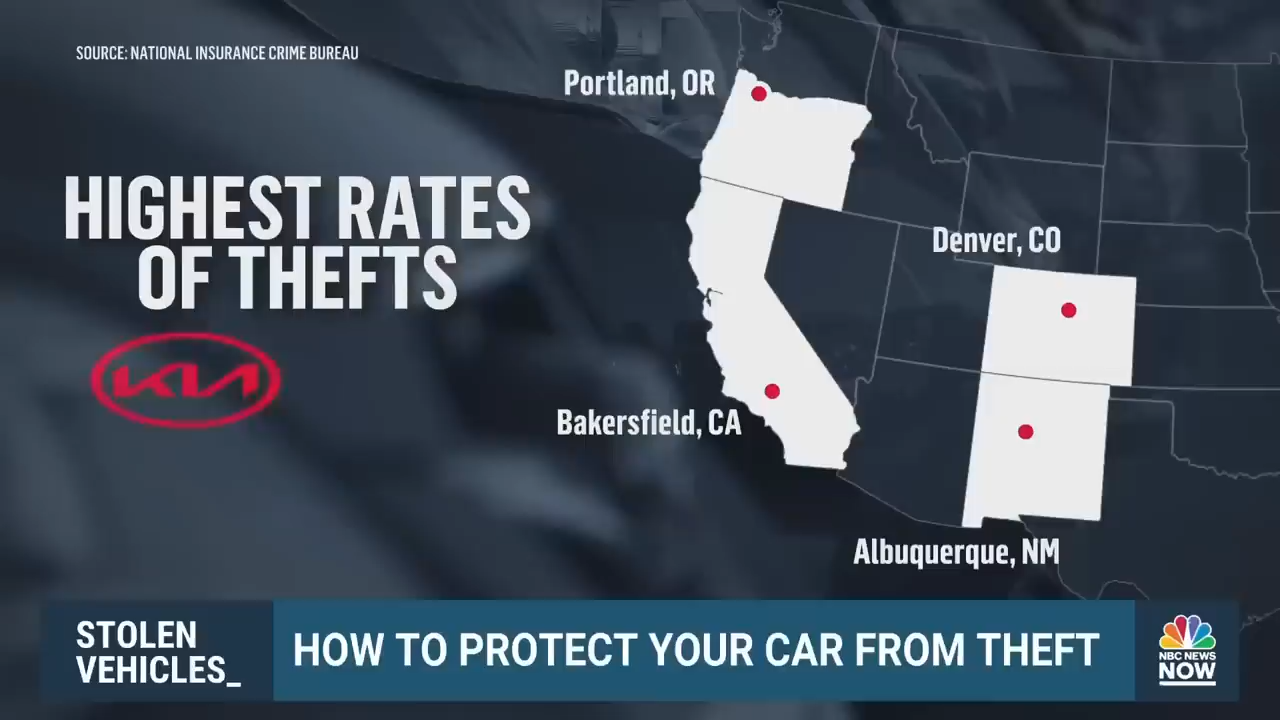 SOURCE: NATIONAL INSURANCE CRIME BUREAU
Portland, OR
HIGHEST RATES
OF THEFTS
KIA
Denver, CO
Bakersfield, CA
Albuquerque, NM
STOLEN
VEHICLES_
HOW TO PROTECT YOUR CAR FROM THEFT
NBC NEWS
NOW